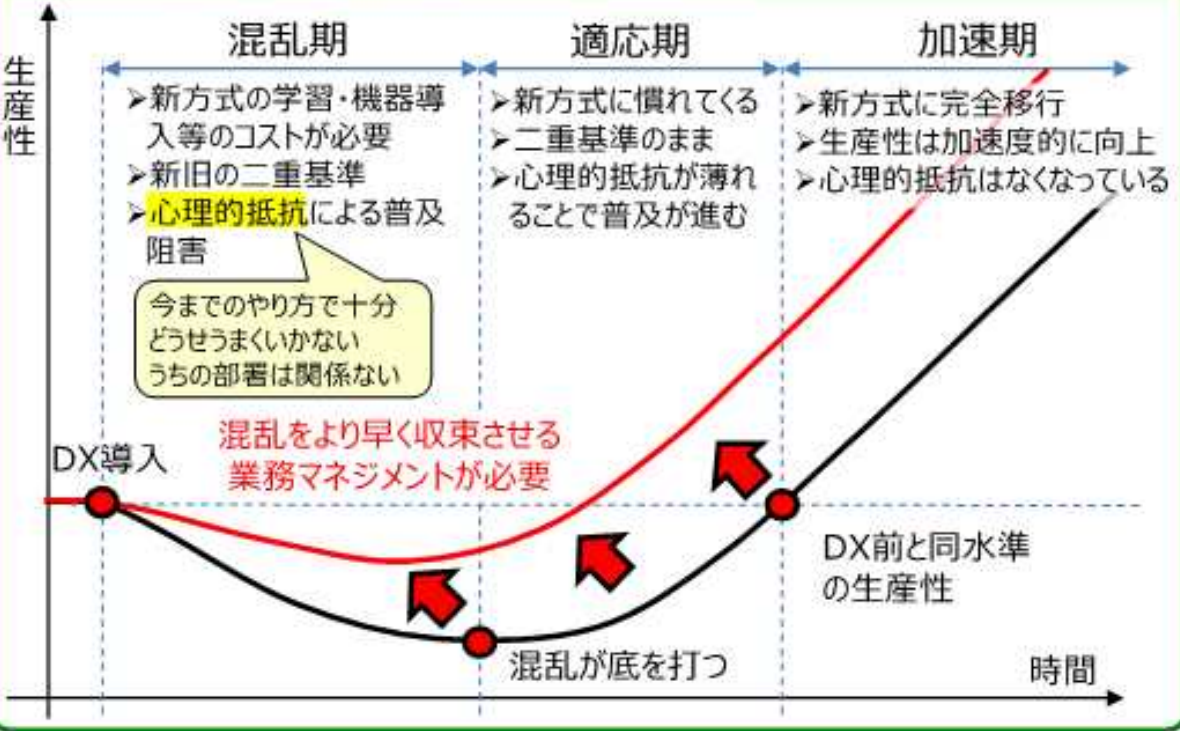 生産性
混乱期
➢新方式の学習・機器導
入等のコストが必要
➢新旧の二重基準
➢心理的抵抗による普及
阻害
今までのやり方で十分
どうせうまくいかない
うちの部署は関係ない
適応期
➢新方式に慣れてくる
➢二重基準のまま
➢心理的抵抗が薄れ
ることで普及が進む
加速期
➢新方式に完全移行
➢生産性は加速度的に向上
➢心理的抵抗はなくなっている
混乱をより早く収束させる
業務マネジメントが必要
DX導入
DX前と同水準
の生産性
混乱が底を打つ
時間